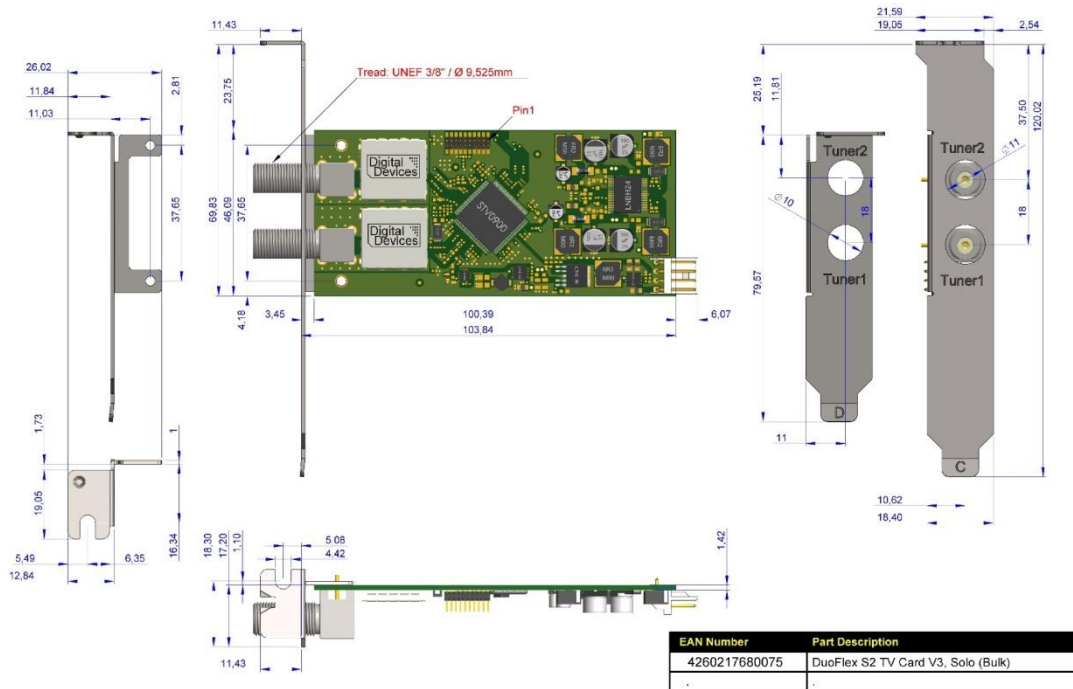 11,43
26,02
11,84
11,03
2,81
37,65
1,73
1
19,05
16,34
5,49
6,35
12,84
69,83
23,75
46,09
37,65
4,18
3,45
100,39
103,84
6,07
Tread: UNEF 3/8" / Ø 9,525mm
Pin1
Digital
Devices
Digital
Devices
STV0900
LNBH24
18,30
17,20
1,10
5.08
4.42
1,42
11,43
21,59
19,05
2,54
25,19
11,81
37,50
120,02
Tuner2
Tuner2
Ø11
18
18
Ø10
Tuner1
Tuner1
79,57
D
C
11
10,62
18,40
EAN Number Part Description
4260217680075 DuoFlex S2 TV Card V3, Solo (Bulk)
. .